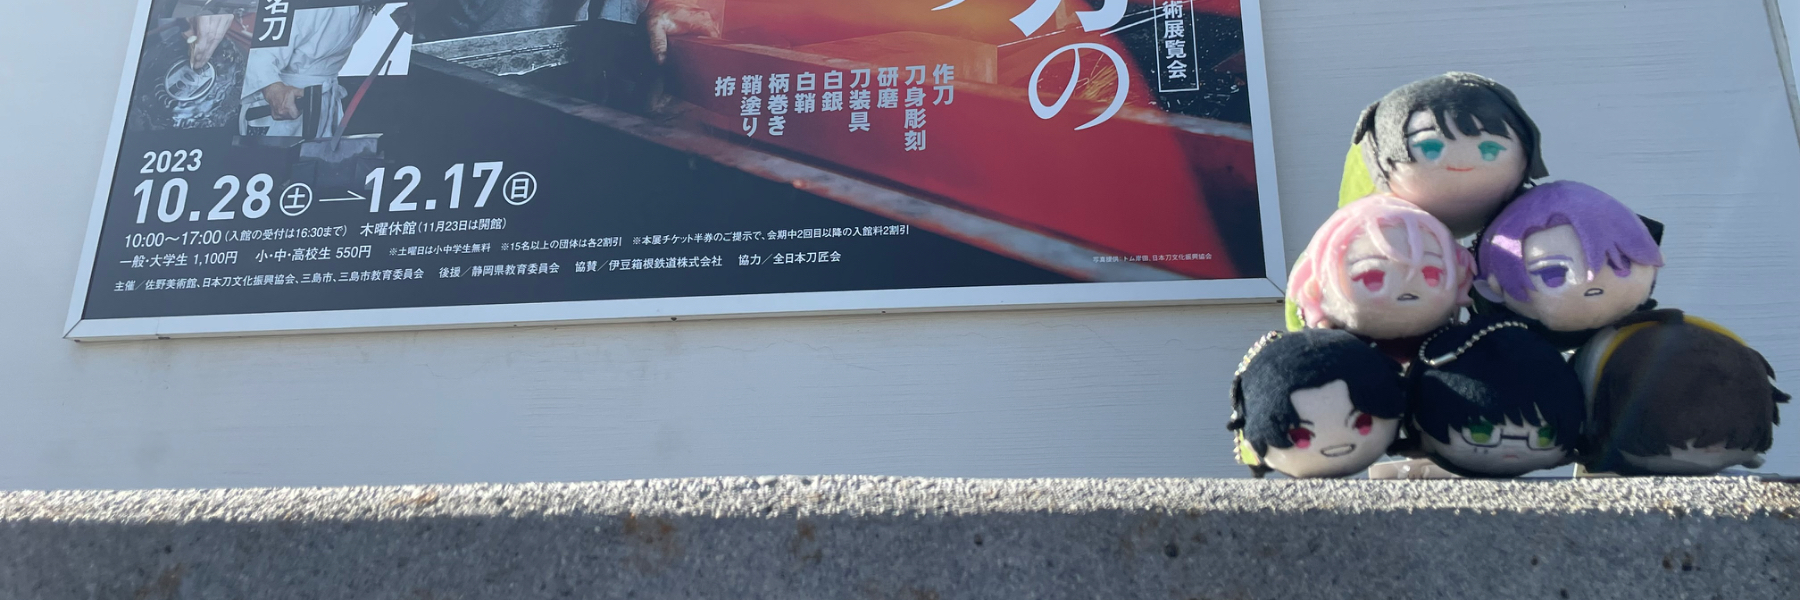 術展覧会
刀の
名刀
作刀
刀身彫刻
研磨
刀装具
白銀
白鞘
柄巻き
鞘塗り
拵
2023
10.28(土)→12.17(日)
10:00〜17:00(入館の受付は16:30まで) 木曜休館(11月23日は開館)
一般・大学生 1,100円 小・中・高校生 550円 ※土曜日は小中学生無料 ※15名以上の団体は各2割引 ※本展チケット半券のご提示で、会期中2回目以降の入館料2割引
主催/佐野美術館、日本刀文化振興協会、三島市、三島市教育委員会 後援/静岡県教育委員会 協賛/伊豆箱根鉄道株式会社 協力/全日本刀匠会